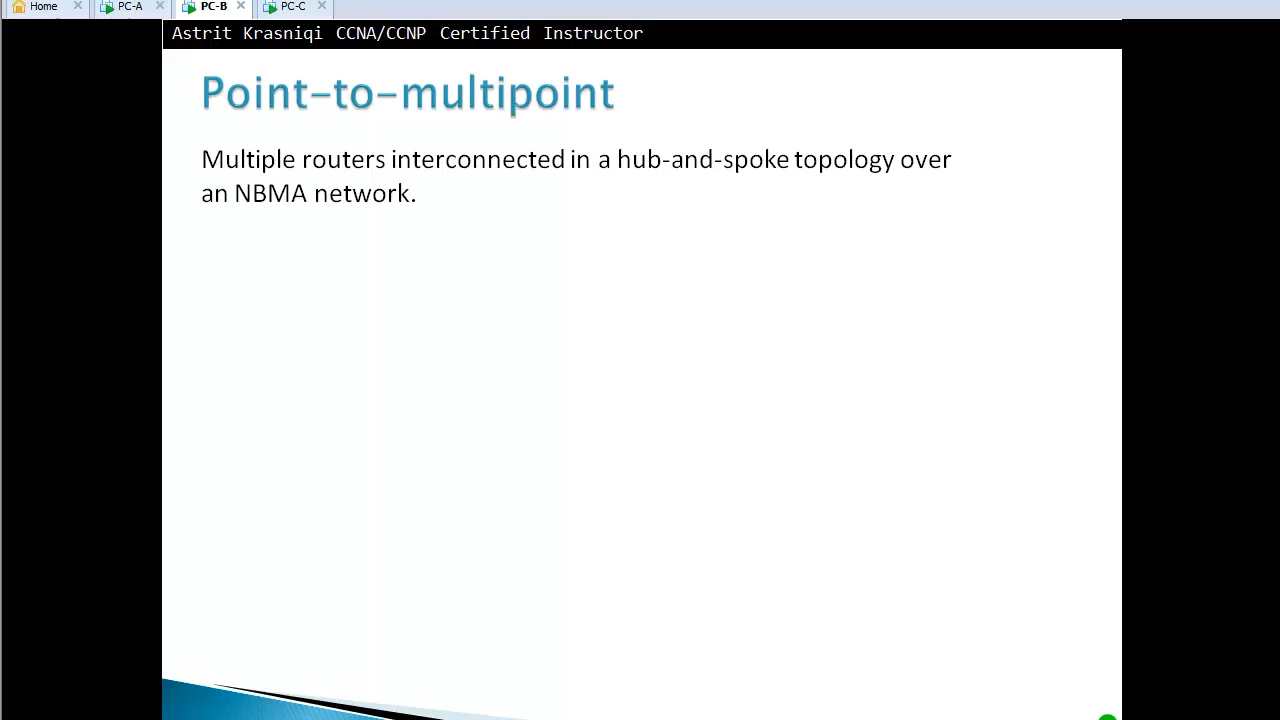 Home PC-A PC-B PC-C
Astrit Krasniqi CCNA/CCNP Certified Instructor
Point-to-multipoint
Multiple routers interconnected in a hub-and-spoke topology over
an NBMA network.